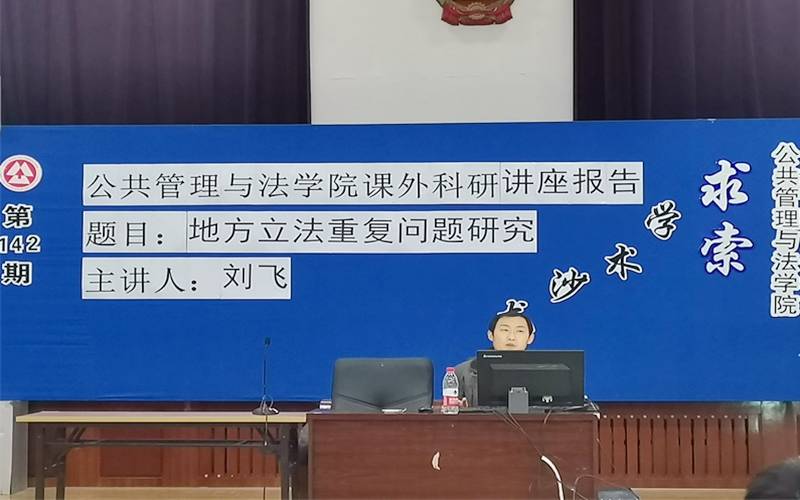 第
142
期
公共管理与法学院课外科研讲座报告
题目：地方立法重复问题研究
主讲人：刘飞
求索
学术沙
公共管理与法学院